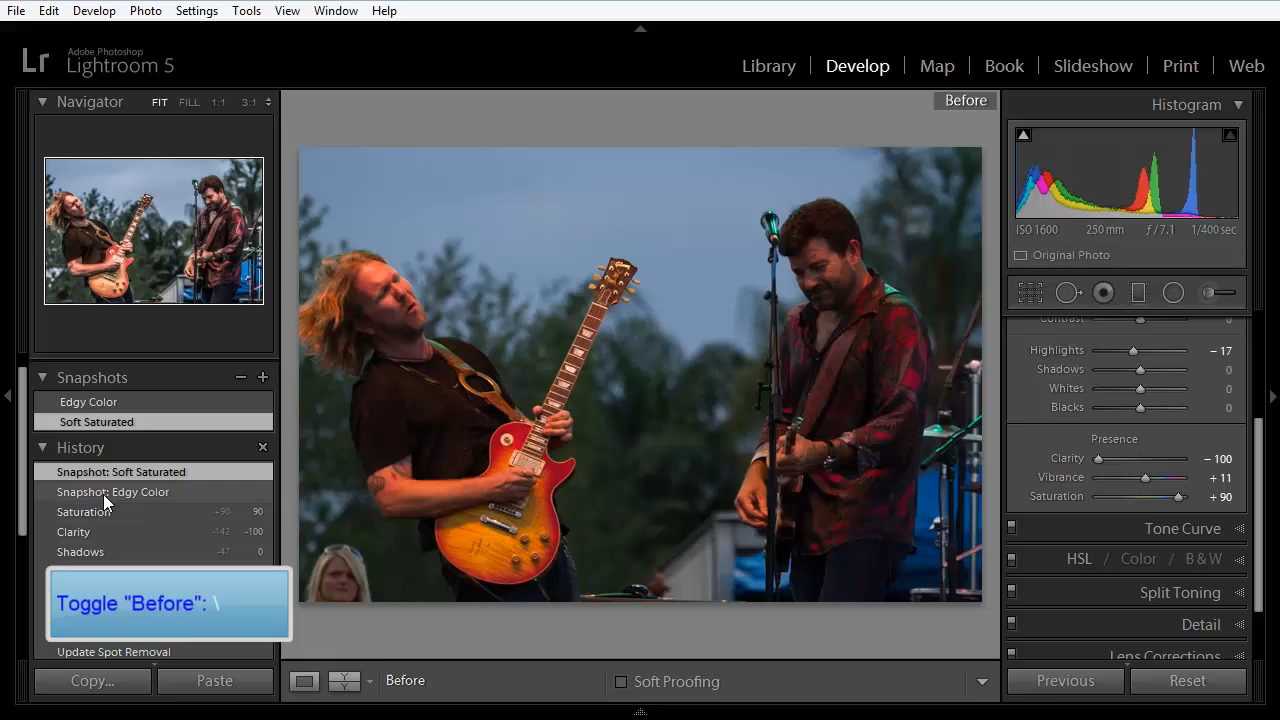 File Edit Develop Photo Settings Tools View Window Help
Lr Adobe Photoshop
Lightroom 5
Library Develop Map Book Slideshow Print Web
Navigator FIT FILL 1:1 3:1
Before
Histogram
ISO 1600 250 mm ƒ / 7.1 1/400 sec
Original Photo
Contrast 0
Highlights – 17
Shadows 0
Whites 0
Blacks 0
Presence
Clarity – 100
Vibrance + 11
Saturation + 90
Tone Curve
HSL / Color / B & W
Split Toning
Detail
Lens Corrections
Snapshots – +
Edgy Color
Soft Saturated
History
Snapshot: Soft Saturated
Snapshot: Edgy Color
Saturation +90 90
Clarity -142 -100
Shadows -47 0
Toggle "Before": \
Update Spot Removal
Copy... Paste
Before
Soft Proofing
Previous Reset